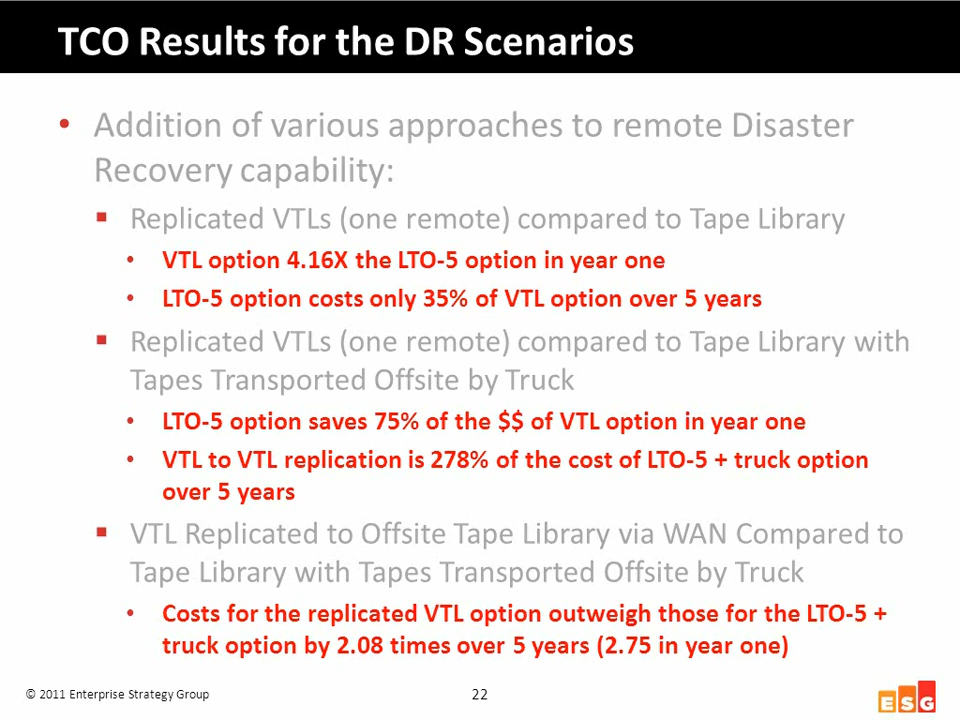 TCO Results for the DR Scenarios
• Addition of various approaches to remote Disaster
Recovery capability:
▪ Replicated VTLs (one remote) compared to Tape Library
• VTL option 4.16X the LTO-5 option in year one
• LTO-5 option costs only 35% of VTL option over 5 years
▪ Replicated VTLs (one remote) compared to Tape Library with
Tapes Transported Offsite by Truck
• LTO-5 option saves 75% of the $$ of VTL option in year one
• VTL to VTL replication is 278% of the cost of LTO-5 + truck option
over 5 years
▪ VTL Replicated to Offsite Tape Library via WAN Compared to
Tape Library with Tapes Transported Offsite by Truck
• Costs for the replicated VTL option outweigh those for the LTO-5 +
truck option by 2.08 times over 5 years (2.75 in year one)
© 2011 Enterprise Strategy Group
22
ESG